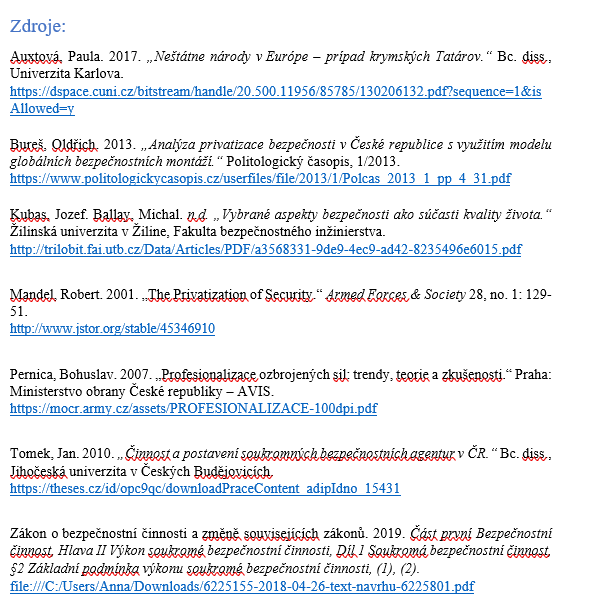 Zdroje:
Auxtová, Paula. 2017. „Neštátne národy v Európe – prípad krymských Tatárov.“ Bc. diss.,
Univerzita Karlova.
https://dspace.cuni.cz/bitstream/handle/20.500.11956/85785/130206132.pdf?sequence=1&is
Allowed=y
Bureš, Oldřich. 2013. „Analýza privatizace bezpečnosti v České republice s využitím modelu
globálních bezpečnostních montáží.“ Politologický časopis, 1/2013.
https://www.politologickycasopis.cz/userfiles/file/2013/1/Polcas_2013_1_pp_4_31.pdf
Kubas, Jozef. Ballay, Michal. n.d. „Vybrané aspekty bezpečnosti ako súčasti kvality života.“
Žilinská univerzita v Žiline, Fakulta bezpečnostného inžinierstva.
http://trilobit.fai.utb.cz/Data/Articles/PDF/a3568331-9de9-4ec9-ad42-8235496e6015.pdf
Mandel, Robert. 2001. „The Privatization of Security.“ Armed Forces & Society 28, no. 1: 129-
51.
http://www.jstor.org/stable/45346910
Pernica, Bohuslav. 2007. „Profesionalizace ozbrojených sil: trendy, teorie a zkušenosti.“ Praha:
Ministerstvo obrany České republiky – AVIS.
https://mocr.army.cz/assets/PROFESIONALIZACE-100dpi.pdf
Tomek, Jan. 2010. „Činnost a postavení soukromných bezpečnostních agentur v ČR.“ Bc. diss.,
Jihočeská univerzita v Českých Budějovicích.
https://theses.cz/id/opc9qc/downloadPraceContent_adipIdno_15431
Zákon o bezpečnostní činnosti a změně souvisejících zákonů. 2019. Část první Bezpečnostní
činnost, Hlava II Výkon soukromé bezpečnostní činnosti, Díl 1 Soukromá bezpečnostní činnost,
§2 Základní podmínka výkonu soukromé bezpečnostní činnosti, (1), (2).
file:///C:/Users/Anna/Downloads/6225155-2018-04-26-text-navrhu-6225801.pdf